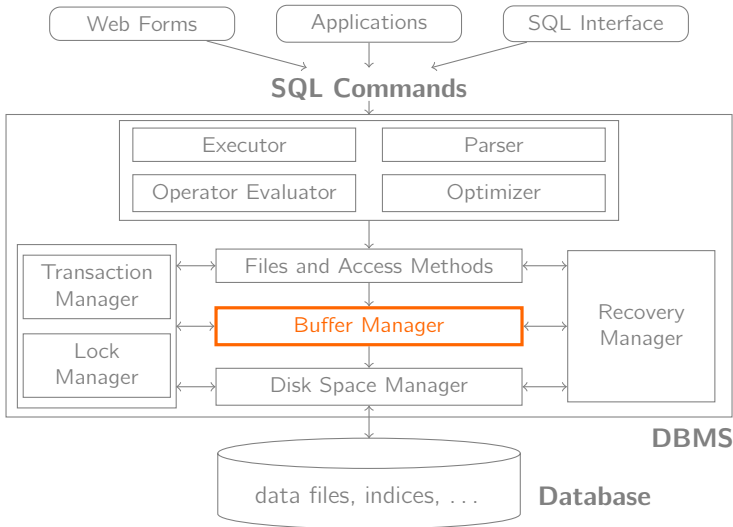 Web Forms
Applications
SQL Interface
SQL Commands
Executor
Parser
Operator Evaluator
Optimizer
Transaction
Manager
Lock
Manager
Files and Access Methods
Buffer Manager
Disk Space Manager
Recovery
Manager
DBMS
data files, indices, . . .
Database